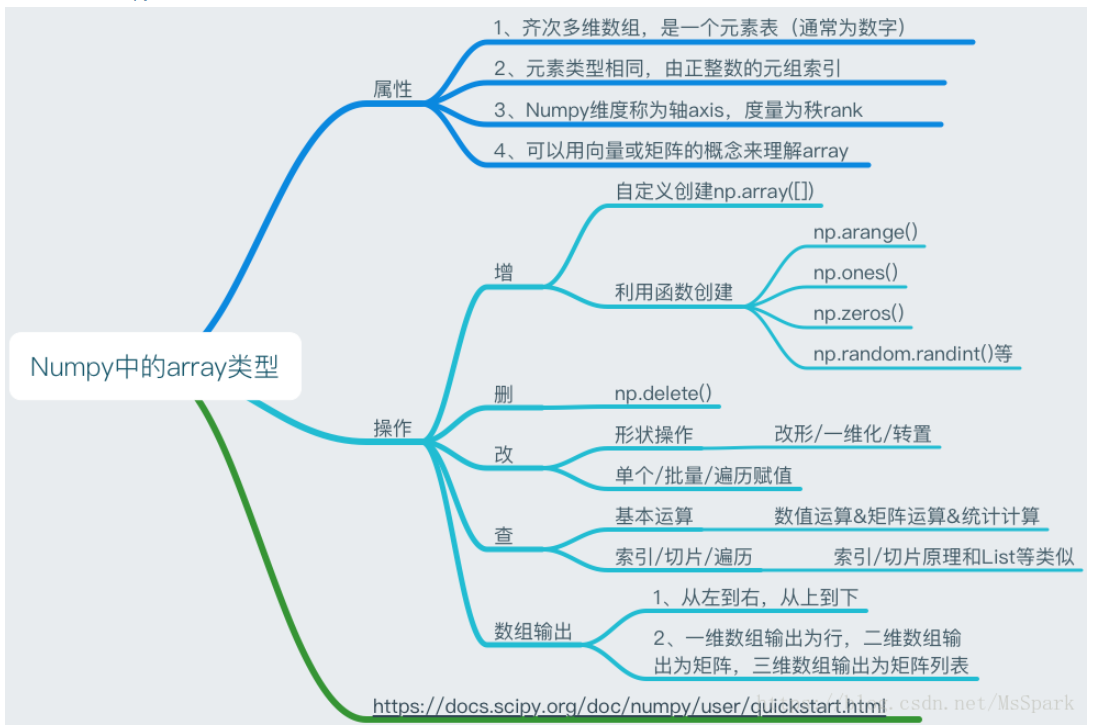 1、齐次多维数组，是一个元素表（通常为数字）
属性
2、元素类型相同，由正整数的元组索引
3、Numpy维度称为轴axis，度量为秩rank
4、可以用向量或矩阵的概念来理解array
Numpy中的array类型
操作
增
自定义创建np.array([])
利用函数创建
np.arange()
np.ones()
np.zeros()
np.random.randint()等
删
np.delete()
改
形状操作
改形/一维化/转置
单个/批量/遍历赋值
查
基本运算
数值运算&矩阵运算&统计计算
索引/切片/遍历
索引/切片原理和List等类似
数组输出
1、从左到右，从上到下
2、一维数组输出为行，二维数组输
出为矩阵，三维数组输出为矩阵列表
https://docs.scipy.org/doc/numpy/user/quickstart.html
https://blog.csdn.net/MsSpark